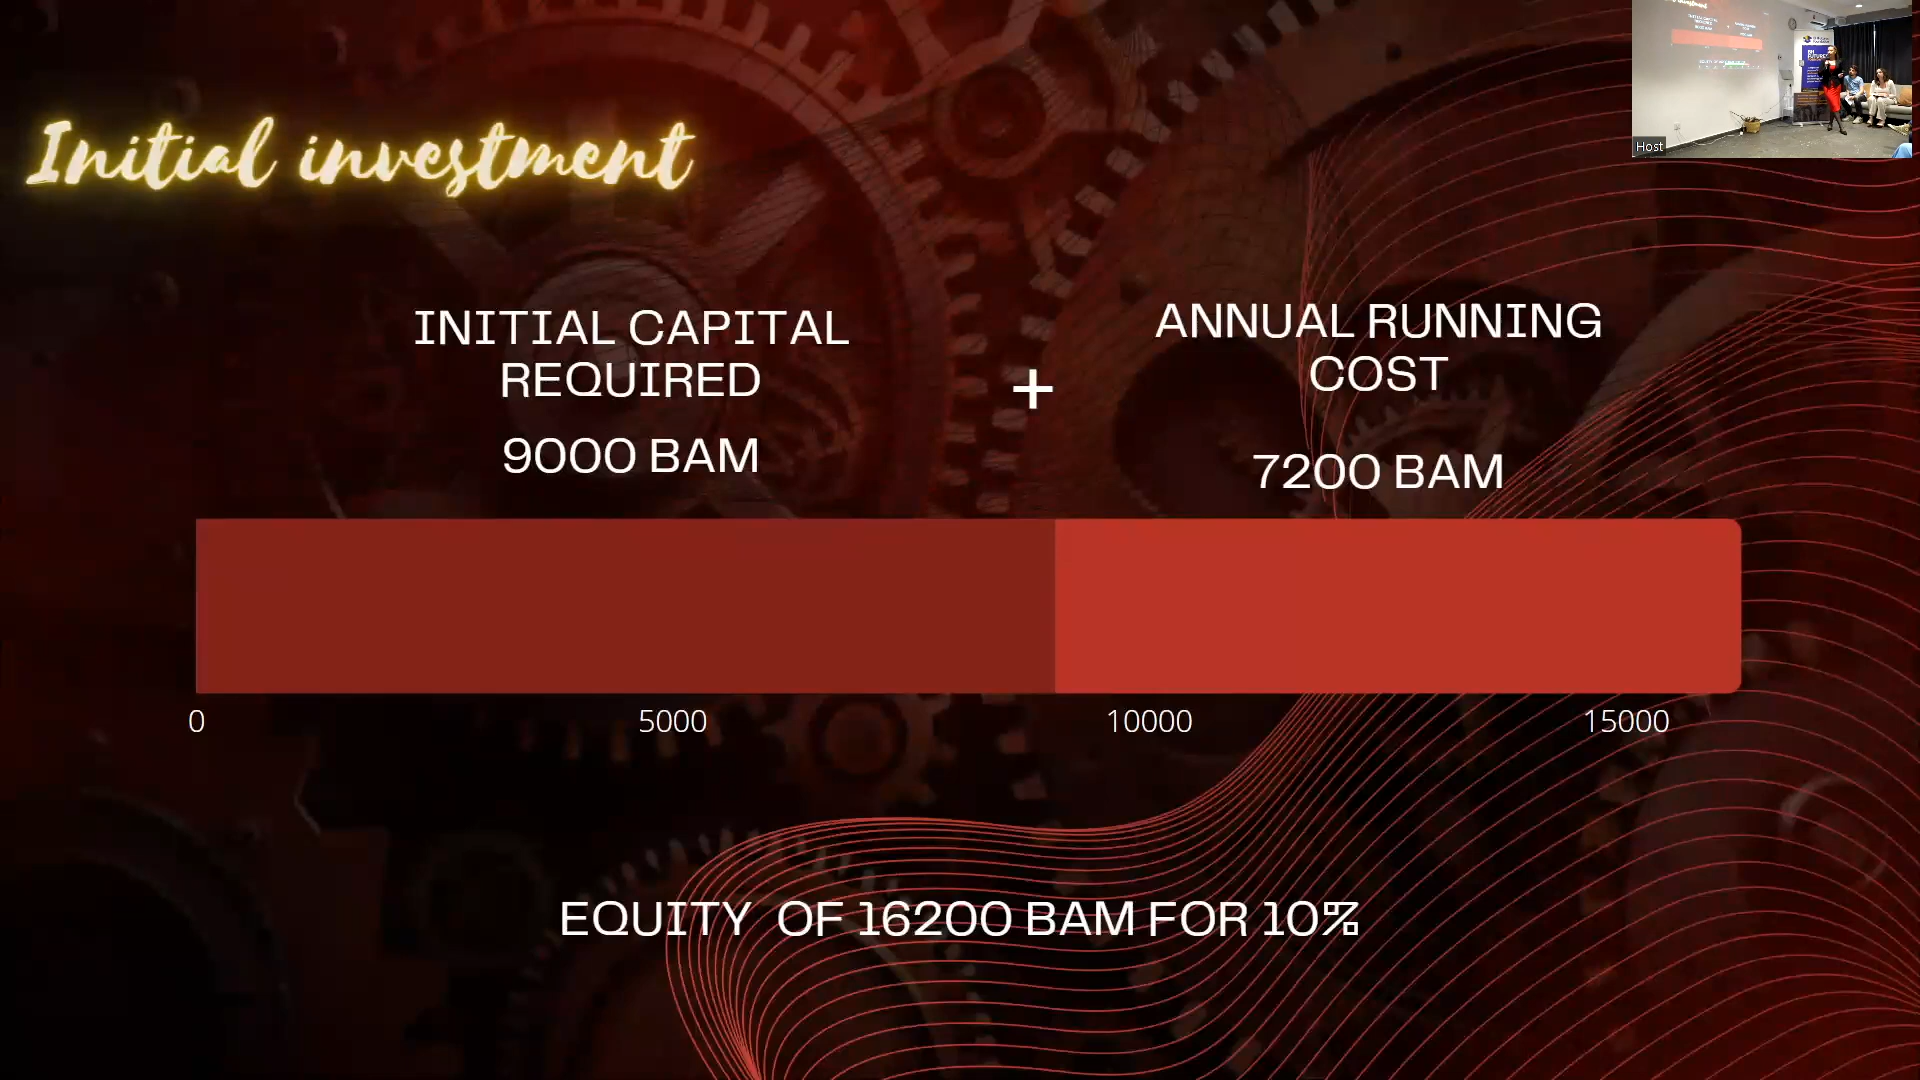 Initial investment
INITIAL CAPITAL
REQUIRED
9000 BAM
+
ANNUAL RUNNING
COST
7200 BAM
0 5000 10000 15000
EQUITY OF 16200 BAM FOR 10%
Host